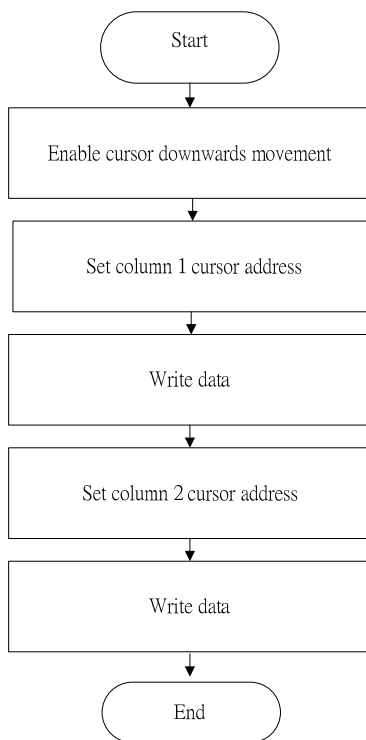 Start
Enable cursor downwards movement
Set column 1 cursor address
Write data
Set column 2 cursor address
Write data
End